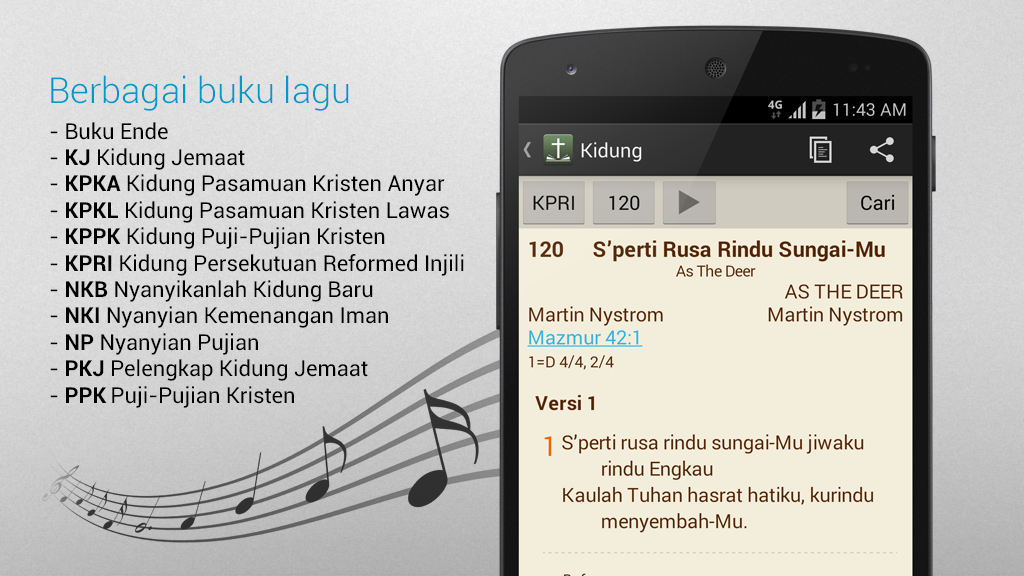 Berbagai buku lagu
- Buku Ende
- KJ Kidung Jemaat
- KPKA Kidung Pasamuan Kristen Anyar
- KPKL Kidung Pasamuan Kristen Lawas
- KPPK Kidung Puji-Pujian Kristen
- KPRI Kidung Persekutuan Reformed Injili
- NKB Nyanyikanlah Kidung Baru
- NKI Nyanyian Kemenangan Iman
- NP Nyanyian Pujian
- PKJ Pelengkap Kidung Jemaat
- PPK Puji-Pujian Kristen
4G 11:43 AM
Kidung
KPRI 120 Cari
120 S’perti Rusa Rindu Sungai-Mu
As The Deer
AS THE DEER
Martin Nystrom Martin Nystrom
Mazmur 42:1
1=D 4/4, 2/4
Versi 1
1 S’perti rusa rindu sungai-Mu jiwaku
rindu Engkau
Kaulah Tuhan hasrat hatiku, kurindu
menyembah-Mu.